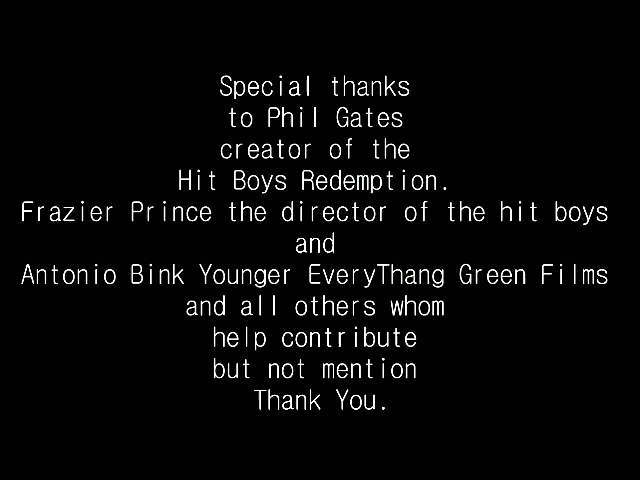 Special thanks
to Phil Gates
creator of the
Hit Boys Redemption.
Frazier Prince the director of the hit boys
and
Antonio Bink Younger EveryThang Green Films
and all others whom
help contribute
but not mention
Thank You.